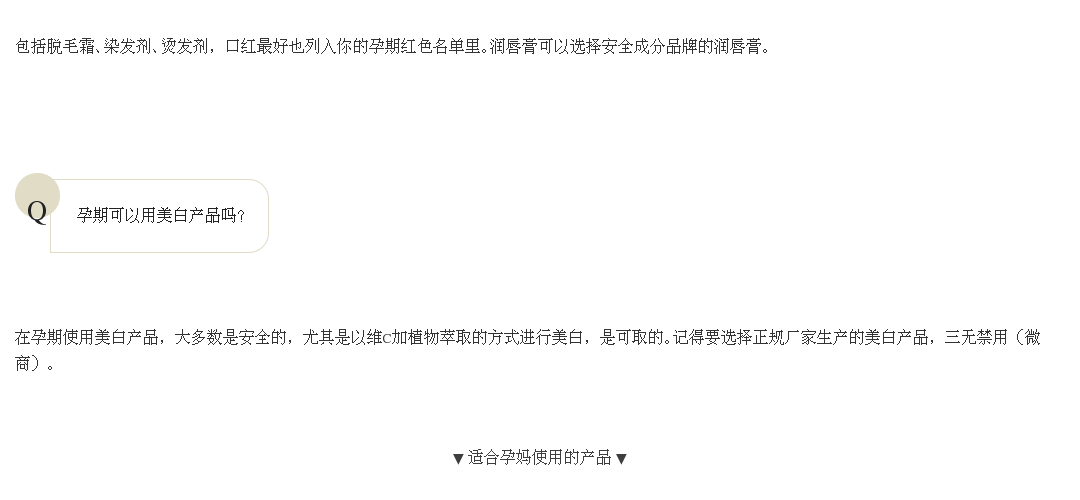 包括脱毛霜、染发剂、烫发剂，口红最好也列入你的孕期红色名单里。润唇膏可以选择安全成分品牌的润唇膏。
Q
孕期可以用美白产品吗？
在孕期使用美白产品，大多数是安全的，尤其是以维C加植物萃取的方式进行美白，是可取的。记得要选择正规厂家生产的美白产品，三无禁用（微
商）。
▼适合孕妈使用的产品▼